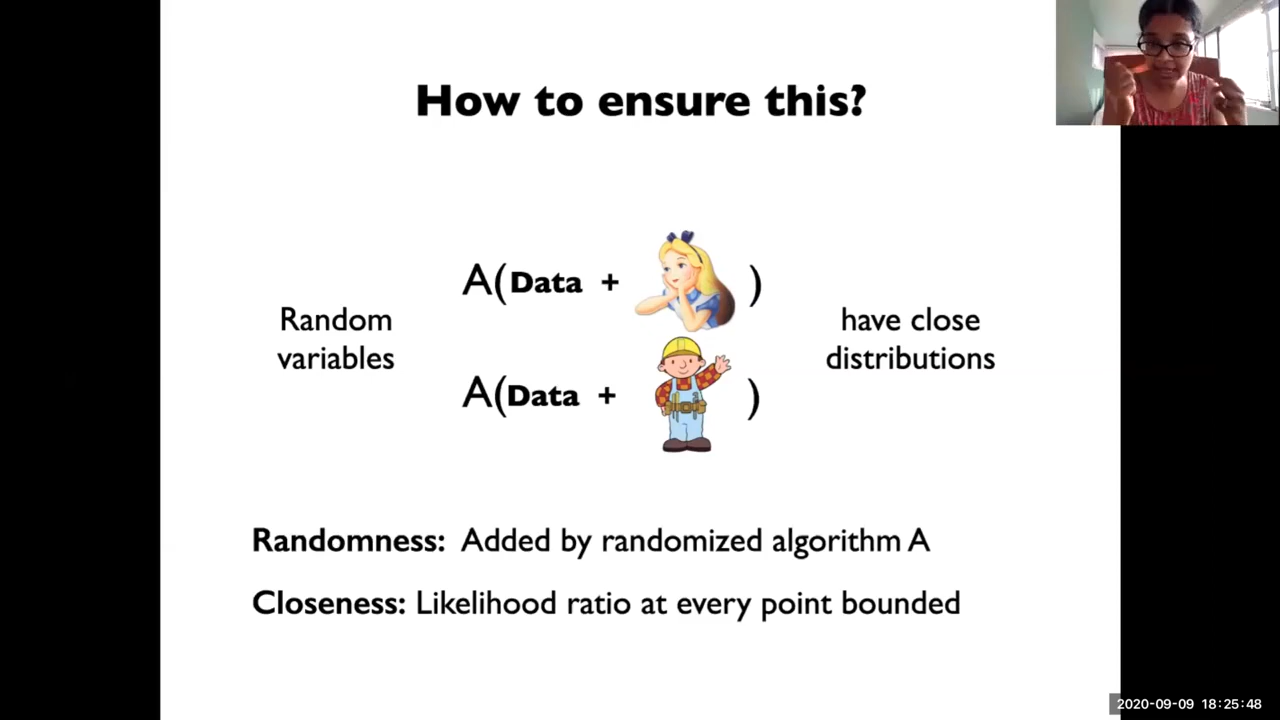 How to ensure this?
A(Data + )
Random
variables
have close
distributions
A(Data + )
Randomness: Added by randomized algorithm A
Closeness: Likelihood ratio at every point bounded
2020-09-09 18:25:48